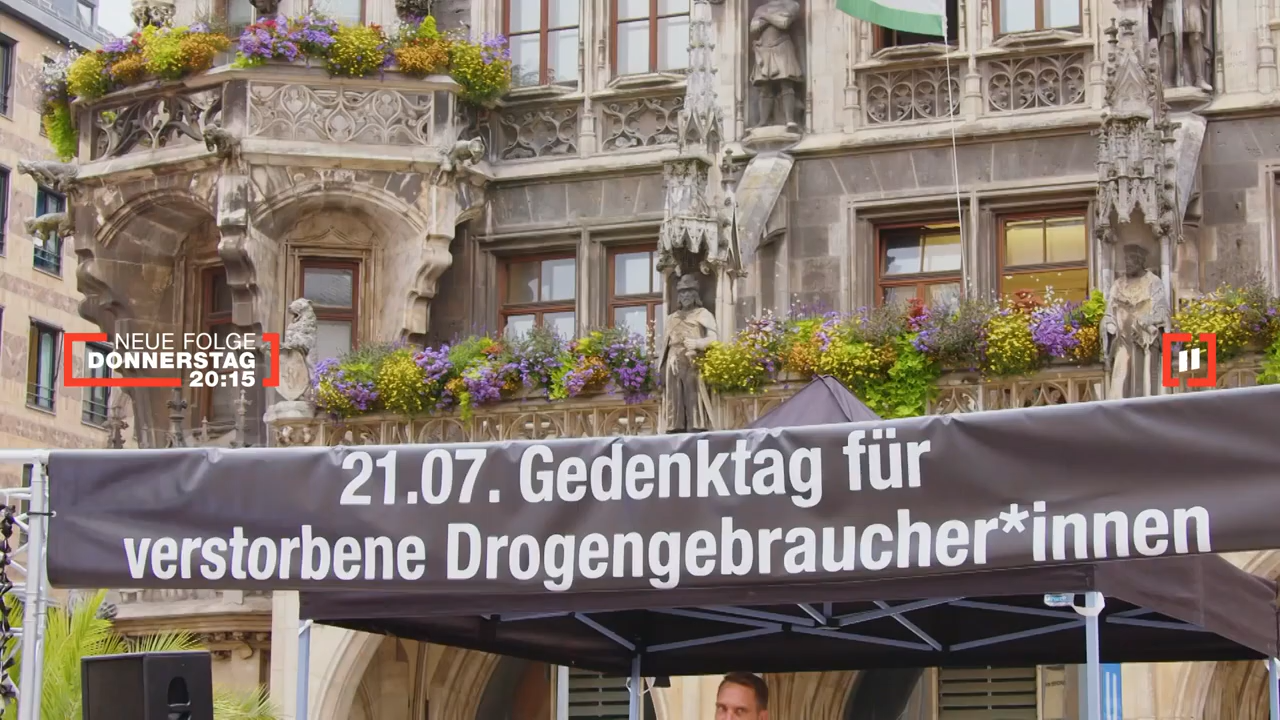 NEUE FOLGE
DONNERSTAG
20:15
21.07. Gedenktag für
verstorbene Drogengebraucher*innen